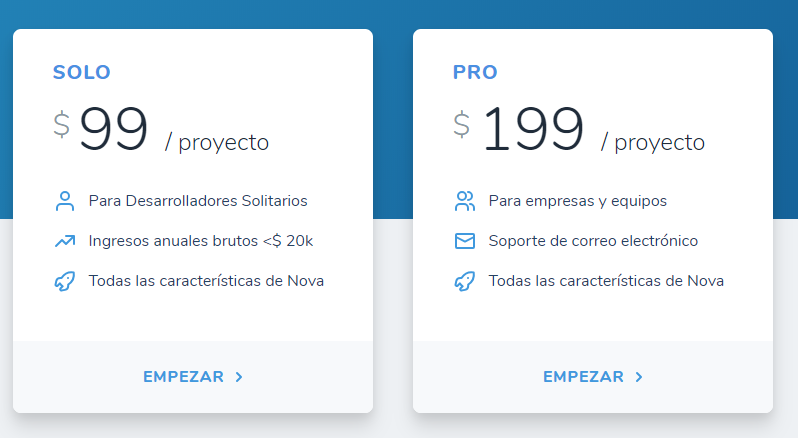 SOLO
$ 99 / proyecto
Para Desarrolladores Solitarios
Ingresos anuales brutos <$ 20k
Todas las características de Nova
EMPEZAR
PRO
$ 199 / proyecto
Para empresas y equipos
Soporte de correo electrónico
Todas las características de Nova
EMPEZAR